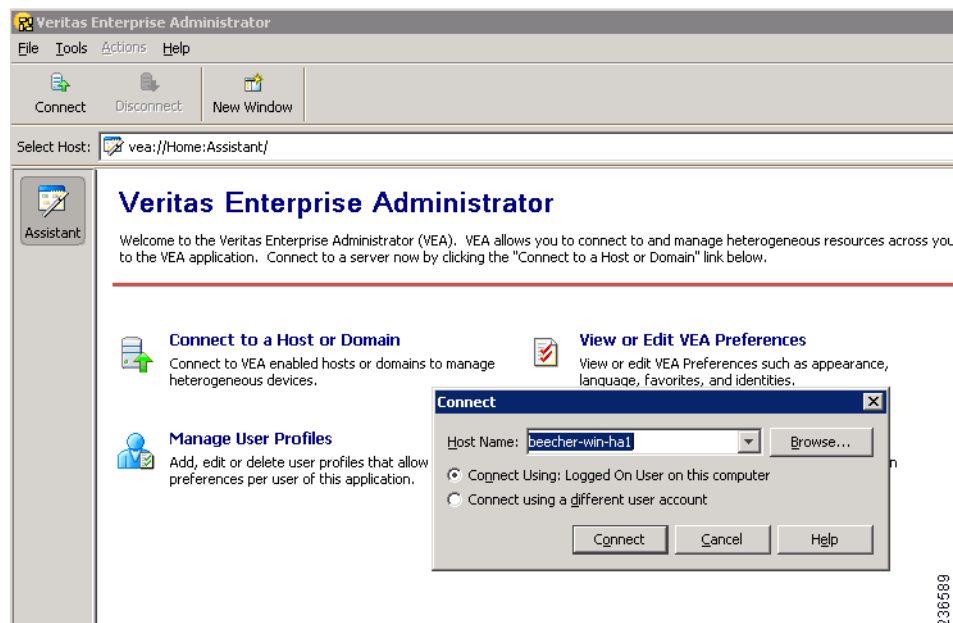 Veritas Enterprise Administrator
File Tools Actions Help
Connect Disconnect New Window
Select Host: vea://Home:Assistant/
Assistant
Veritas Enterprise Administrator
Welcome to the Veritas Enterprise Administrator (VEA). VEA allows you to connect to and manage heterogeneous resources across you
to the VEA application. Connect to a server now by clicking the "Connect to a Host or Domain" link below.
Connect to a Host or Domain
Connect to VEA enabled hosts or domains to manage
heterogeneous devices.
View or Edit VEA Preferences
View or edit VEA Preferences such as appearance,
language, favorites, and identities.
Manage User Profiles
Add, edit or delete user profiles that allow
preferences per user of this application.
n
Connect
Host Name: beecher-win-ha1 Browse...
Connect Using: Logged On User on this computer
Connect using a different user account
Connect Cancel Help
236589